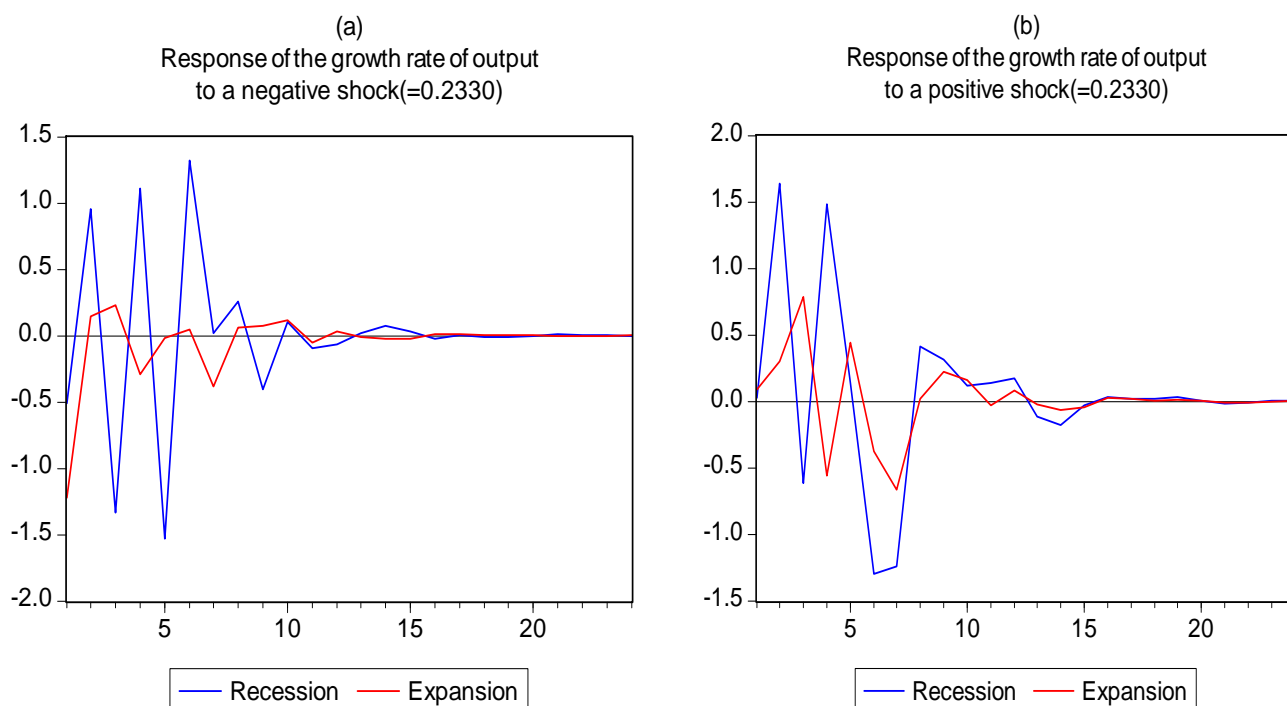 (a)
Response of the growth rate of output
to a negative shock(=0.2330)
1.5
1.0
0.5
0.0
-0.5
-1.0
-1.5
-2.0
5 10 15 20
Recession Expansion
(b)
Response of the growth rate of output
to a positive shock(=0.2330)
2.0
1.5
1.0
0.5
0.0
-0.5
-1.0
-1.5
5 10 15 20
Recession Expansion